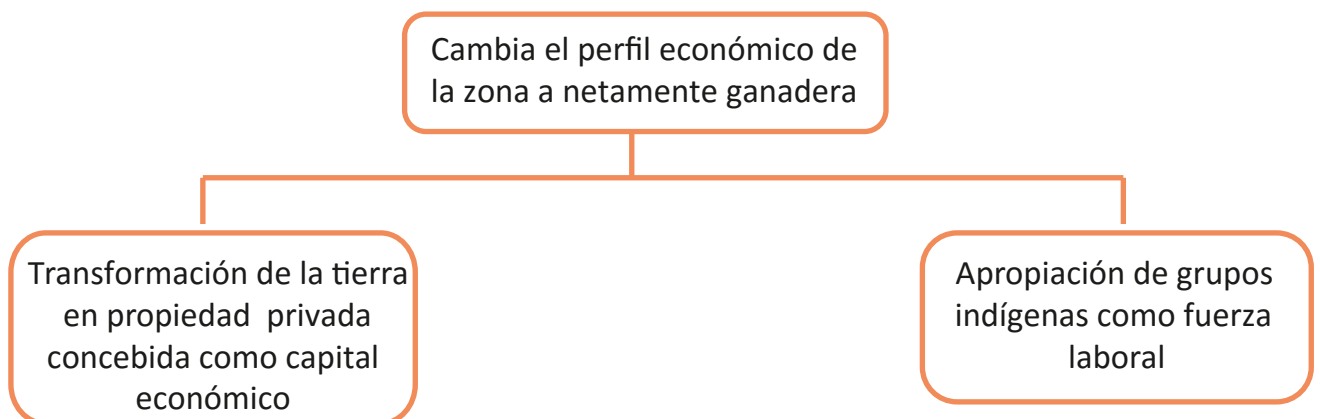 Cambia el perfil económico de
la zona a netamente ganadera
Transformación de la tierra
en propiedad privada
concebida como capital
económico
Apropiación de grupos
indígenas como fuerza
laboral